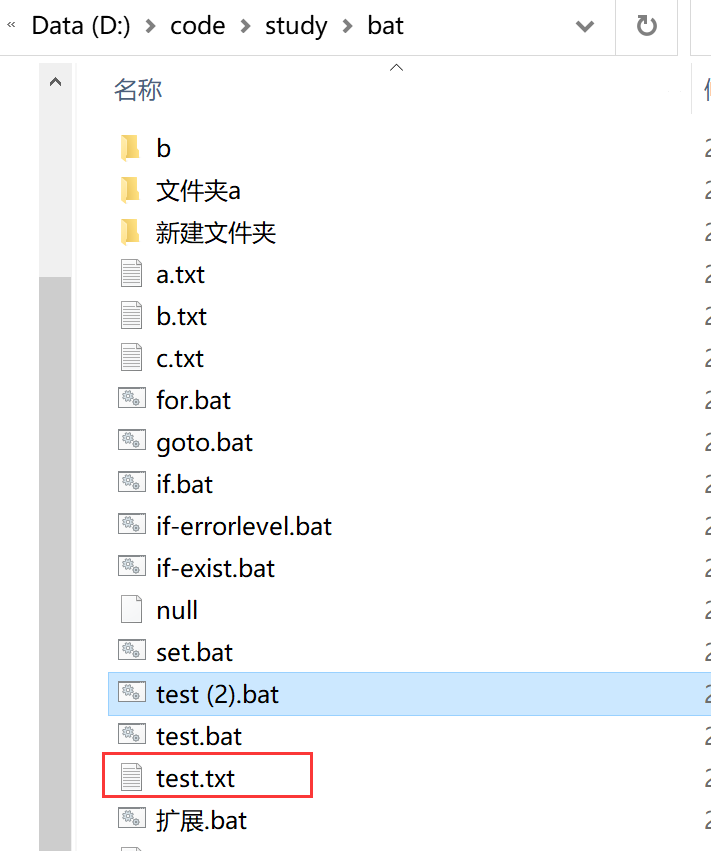 « Data (D:) > code > study > bat
名称
b
文件夹a
新建文件夹
a.txt
b.txt
c.txt
for.bat
goto.bat
if.bat
if-errorlevel.bat
if-exist.bat
null
set.bat
test (2).bat
test.bat
test.txt
扩展.bat